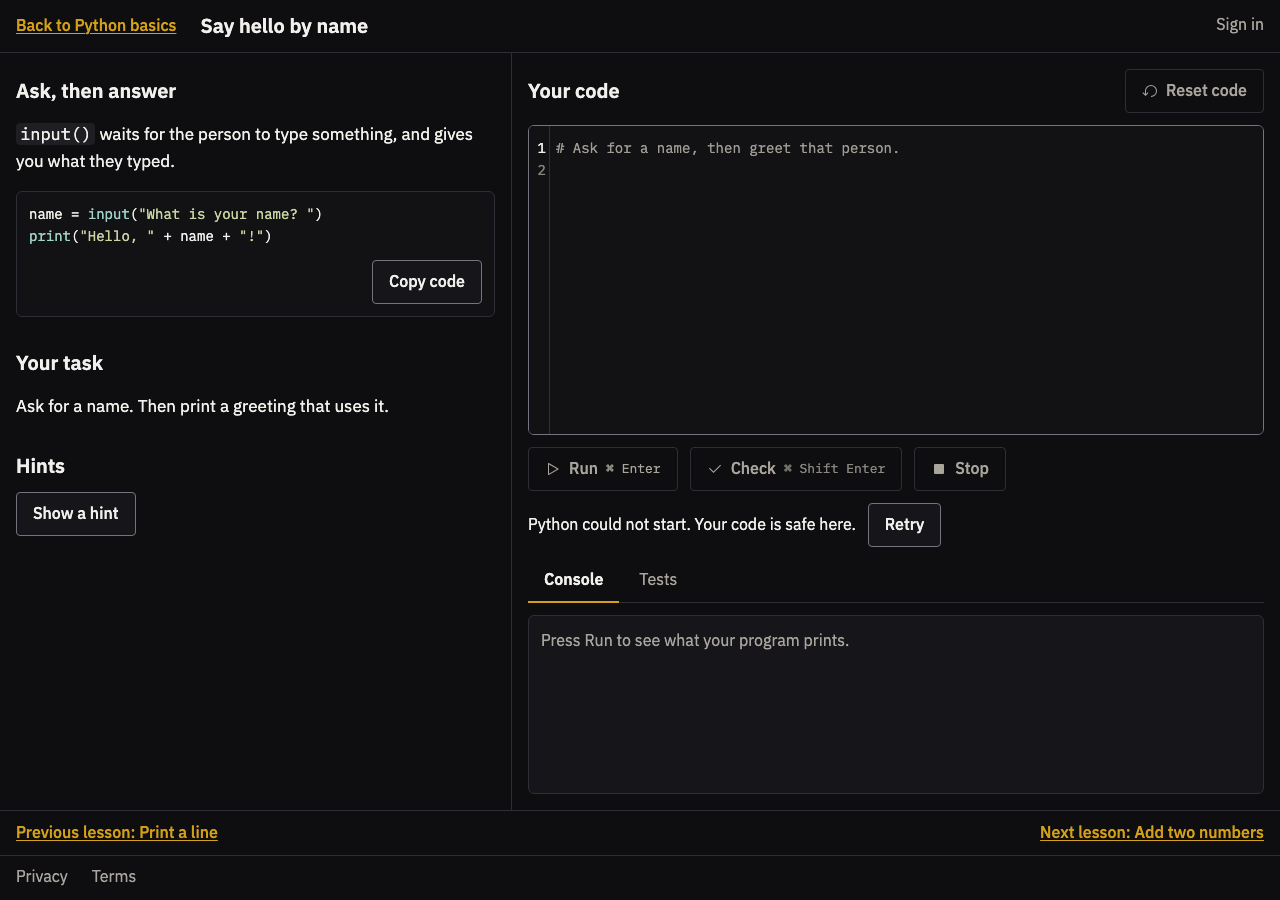 Back to Python basics
Say hello by name
Sign in
Ask, then answer
input() waits for the person to type something, and gives
you what they typed.
name = input("What is your name? ")
print("Hello, " + name + "!")
Copy code
Your task
Ask for a name. Then print a greeting that uses it.
Hints
Show a hint
Your code
Reset code
1 # Ask for a name, then greet that person.
2
Run ⌘ Enter
Check ⌘ Shift Enter
Stop
Python could not start. Your code is safe here.
Retry
Console
Tests
Press Run to see what your program prints.
Previous lesson: Print a line
Next lesson: Add two numbers
Privacy
Terms